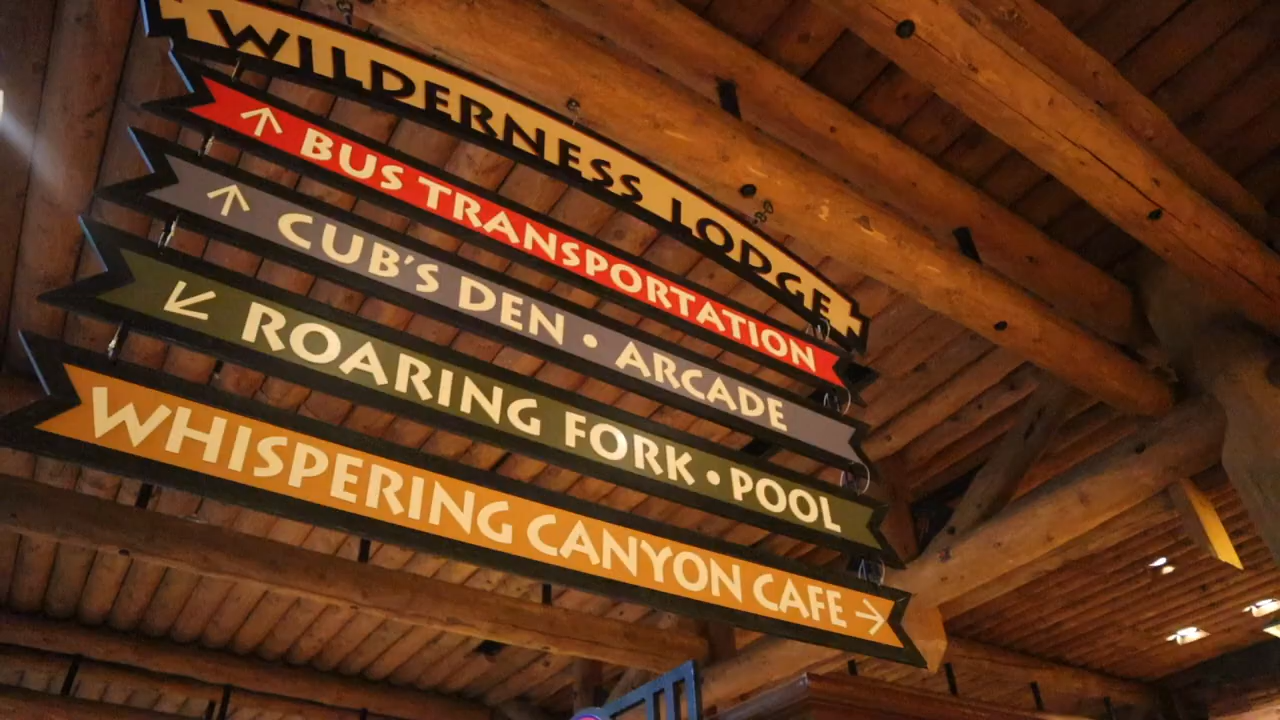 WILDERNESS LODGE
↑ BUS TRANSPORTATION
↑ CUB'S DEN • ARCADE
↙ ROARING FORK • POOL
WHISPERING CANYON CAFE →